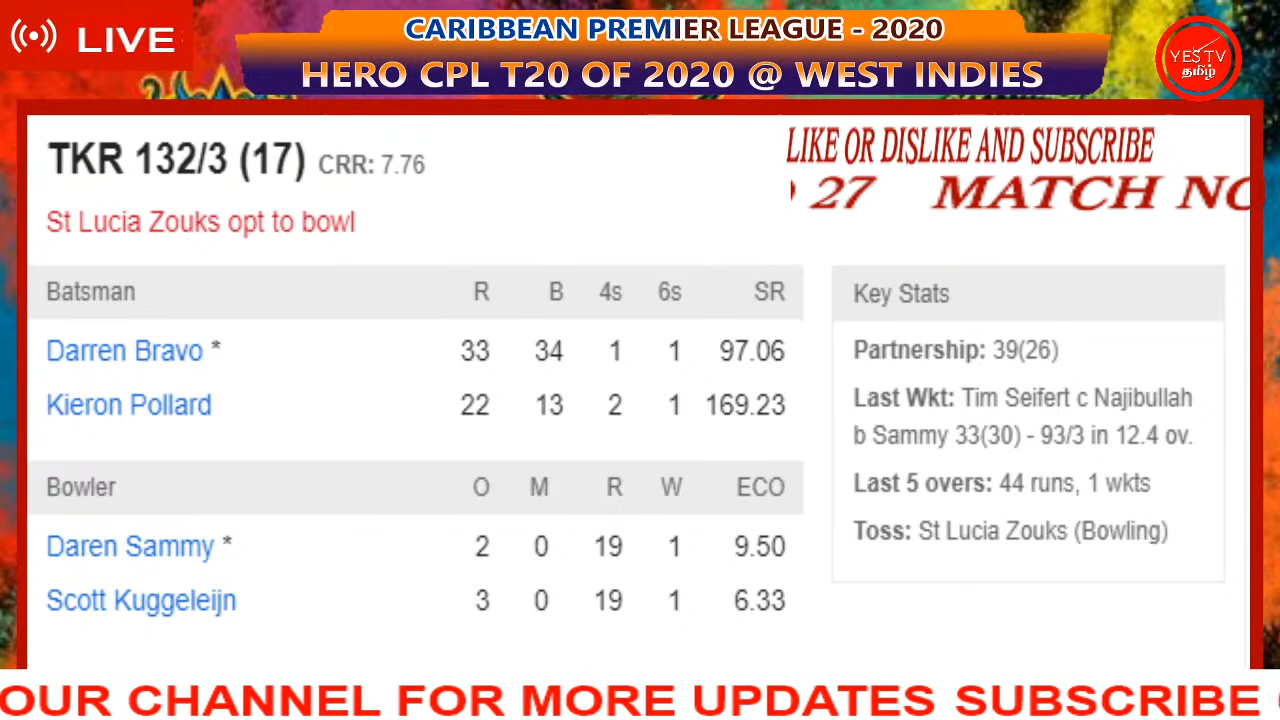 LIVE
CARIBBEAN PREMIER LEAGUE - 2020
HERO CPL T20 OF 2020 @ WEST INDIES
YES TV
தமிழ்
TKR 132/3 (17) CRR: 7.76
LIKE OR DISLIKE AND SUBSCRIBE
27 MATCH NO
St Lucia Zouks opt to bowl
Batsman R B 4s 6s SR
Darren Bravo * 33 34 1 1 97.06
Kieron Pollard 22 13 2 1 169.23
Bowler O M R W ECO
Daren Sammy * 2 0 19 1 9.50
Scott Kuggeleijn 3 0 19 1 6.33
Key Stats
Partnership: 39(26)
Last Wkt: Tim Seifert c Najibullah
b Sammy 33(30) - 93/3 in 12.4 ov.
Last 5 overs: 44 runs, 1 wkts
Toss: St Lucia Zouks (Bowling)
OUR CHANNEL FOR MORE UPDATES SUBSCRIBE